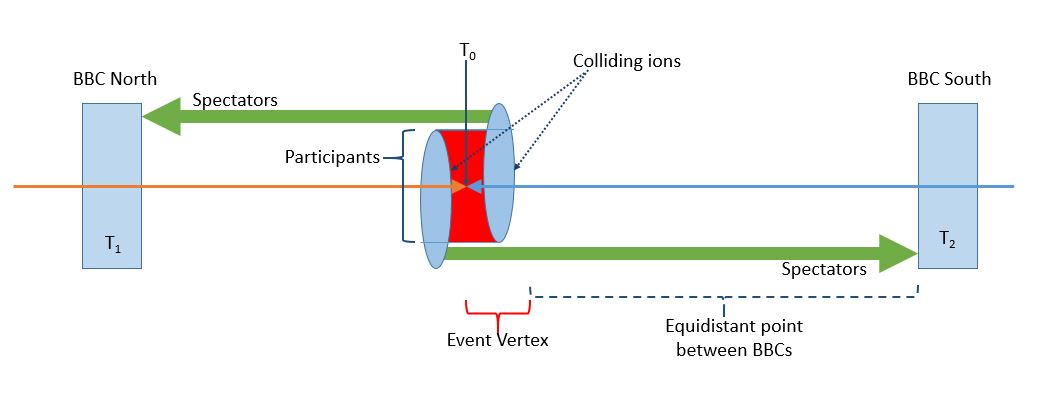 T₀
Colliding ions
BBC North
BBC South
Spectators
Participants
T₁
T₂
Spectators
Event Vertex
Equidistant point
between BBCs